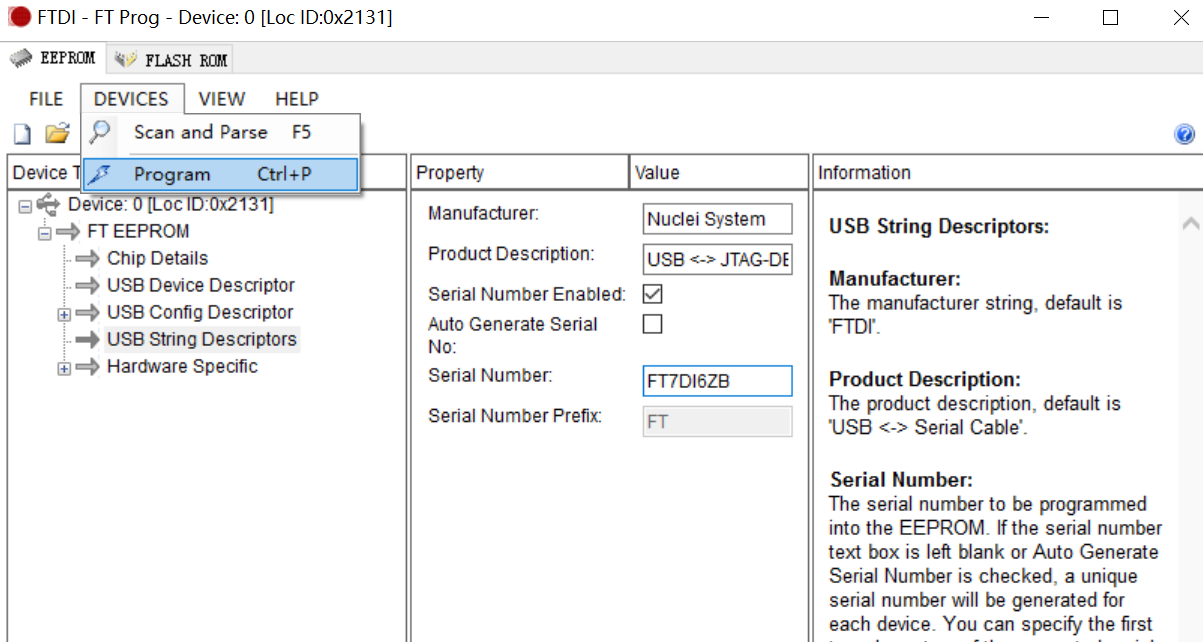 FTDI - FT Prog - Device: 0 [Loc ID:0x2131]
EEPROM FLASH ROM
FILE DEVICES VIEW HELP
Scan and Parse F5
Program Ctrl+P
Device T
Property
Value
Information
Device: 0 [Loc ID:0x2131]
FT EEPROM
Chip Details
USB Device Descriptor
USB Config Descriptor
USB String Descriptors
Hardware Specific
Manufacturer: Nuclei System
Product Description: USB <-> JTAG-DE
Serial Number Enabled:
Auto Generate Serial
No:
Serial Number: FT7DI6ZB
Serial Number Prefix: FT
USB String Descriptors:
Manufacturer:
The manufacturer string, default is
'FTDI'.
Product Description:
The product description, default is
'USB <-> Serial Cable'.
Serial Number:
The serial number to be programmed
into the EEPROM. If the serial number
text box is left blank or Auto Generate
Serial Number is checked, a unique
serial number will be generated for
each device. You can specify the first